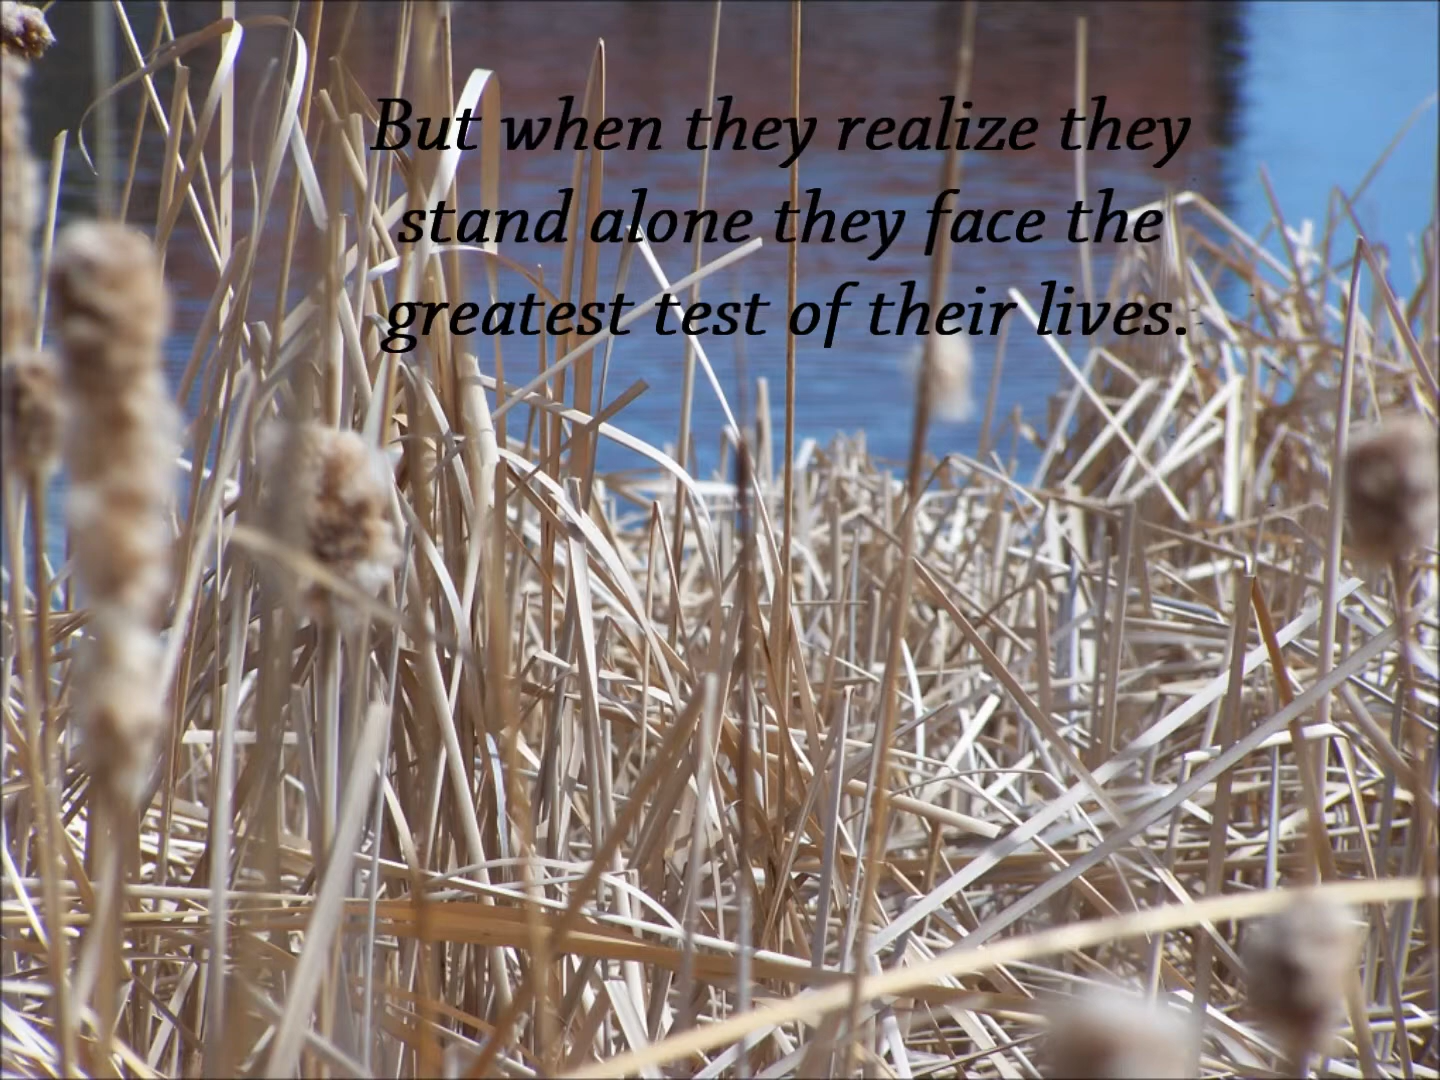 But when they realize they
stand alone they face the
greatest test of their lives.